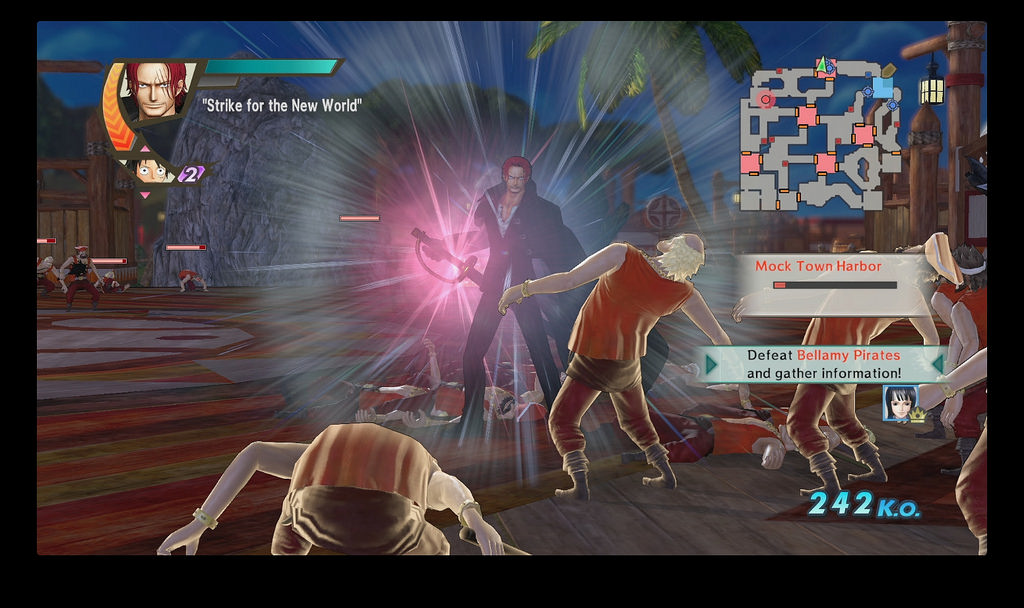 "Strike for the New World"
2
Mock Town Harbor
Defeat Bellamy Pirates
and gather information!
242 K.O.